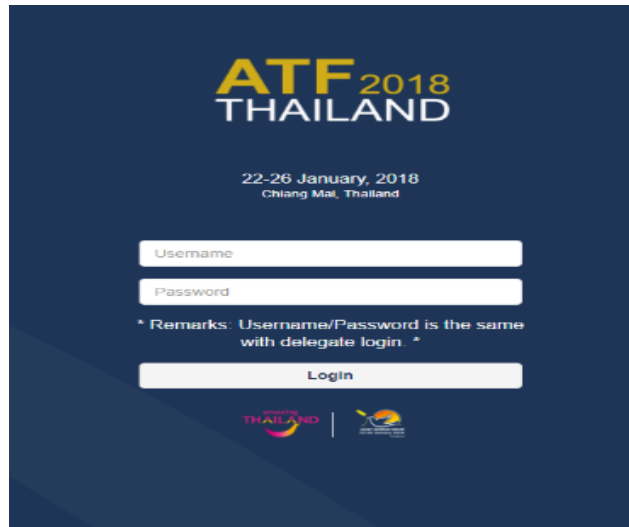 ATF 2018
THAILAND
22-26 January, 2018
Chiang Mai, Thailand
Username
Password
* Remarks: Username/Password is the same
with delegate login. *
Login
amazing
THAILAND